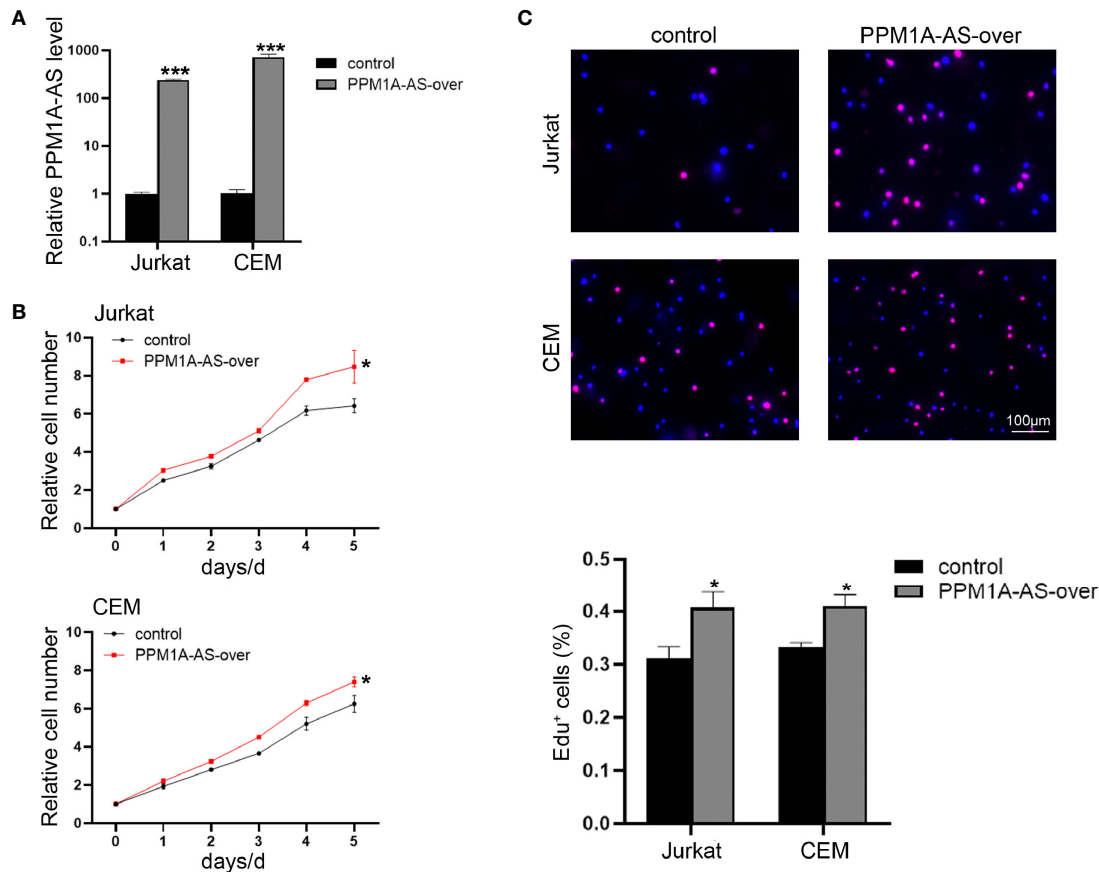 A
Relative PPM1A-AS level
1000
100
10
1
0.1
Jurkat
CEM
***
***
control
PPM1A-AS-over
B
Jurkat
control
PPM1A-AS-over
Relative cell number
10
8
6
4
2
0
*
0 1 2 3 4 5
days/d
CEM
control
PPM1A-AS-over
Relative cell number
10
8
6
4
2
0
*
0 1 2 3 4 5
days/d
C
control
PPM1A-AS-over
Jurkat
CEM
100μm
Edu⁺ cells (%)
0.5
0.4
0.3
0.2
0.1
0.0
*
*
Jurkat
CEM
control
PPM1A-AS-over